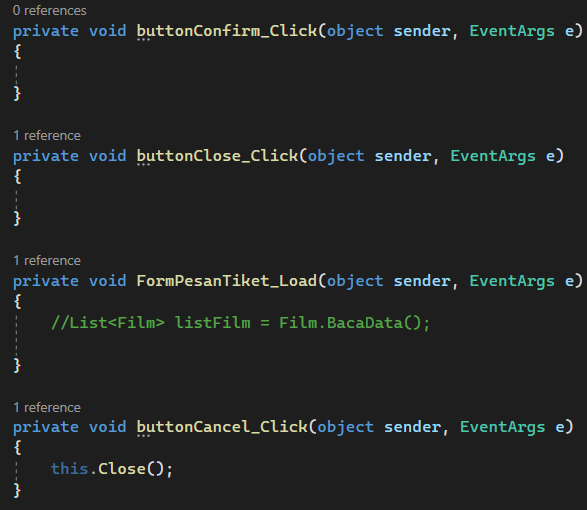 0 references
private void buttonConfirm_Click(object sender, EventArgs e)
{
}
1 reference
private void buttonClose_Click(object sender, EventArgs e)
{
}
1 reference
private void FormPesanTiket_Load(object sender, EventArgs e)
{
//List<Film> listFilm = Film.BacaData();
}
1 reference
private void buttonCancel_Click(object sender, EventArgs e)
{
this.Close();
}